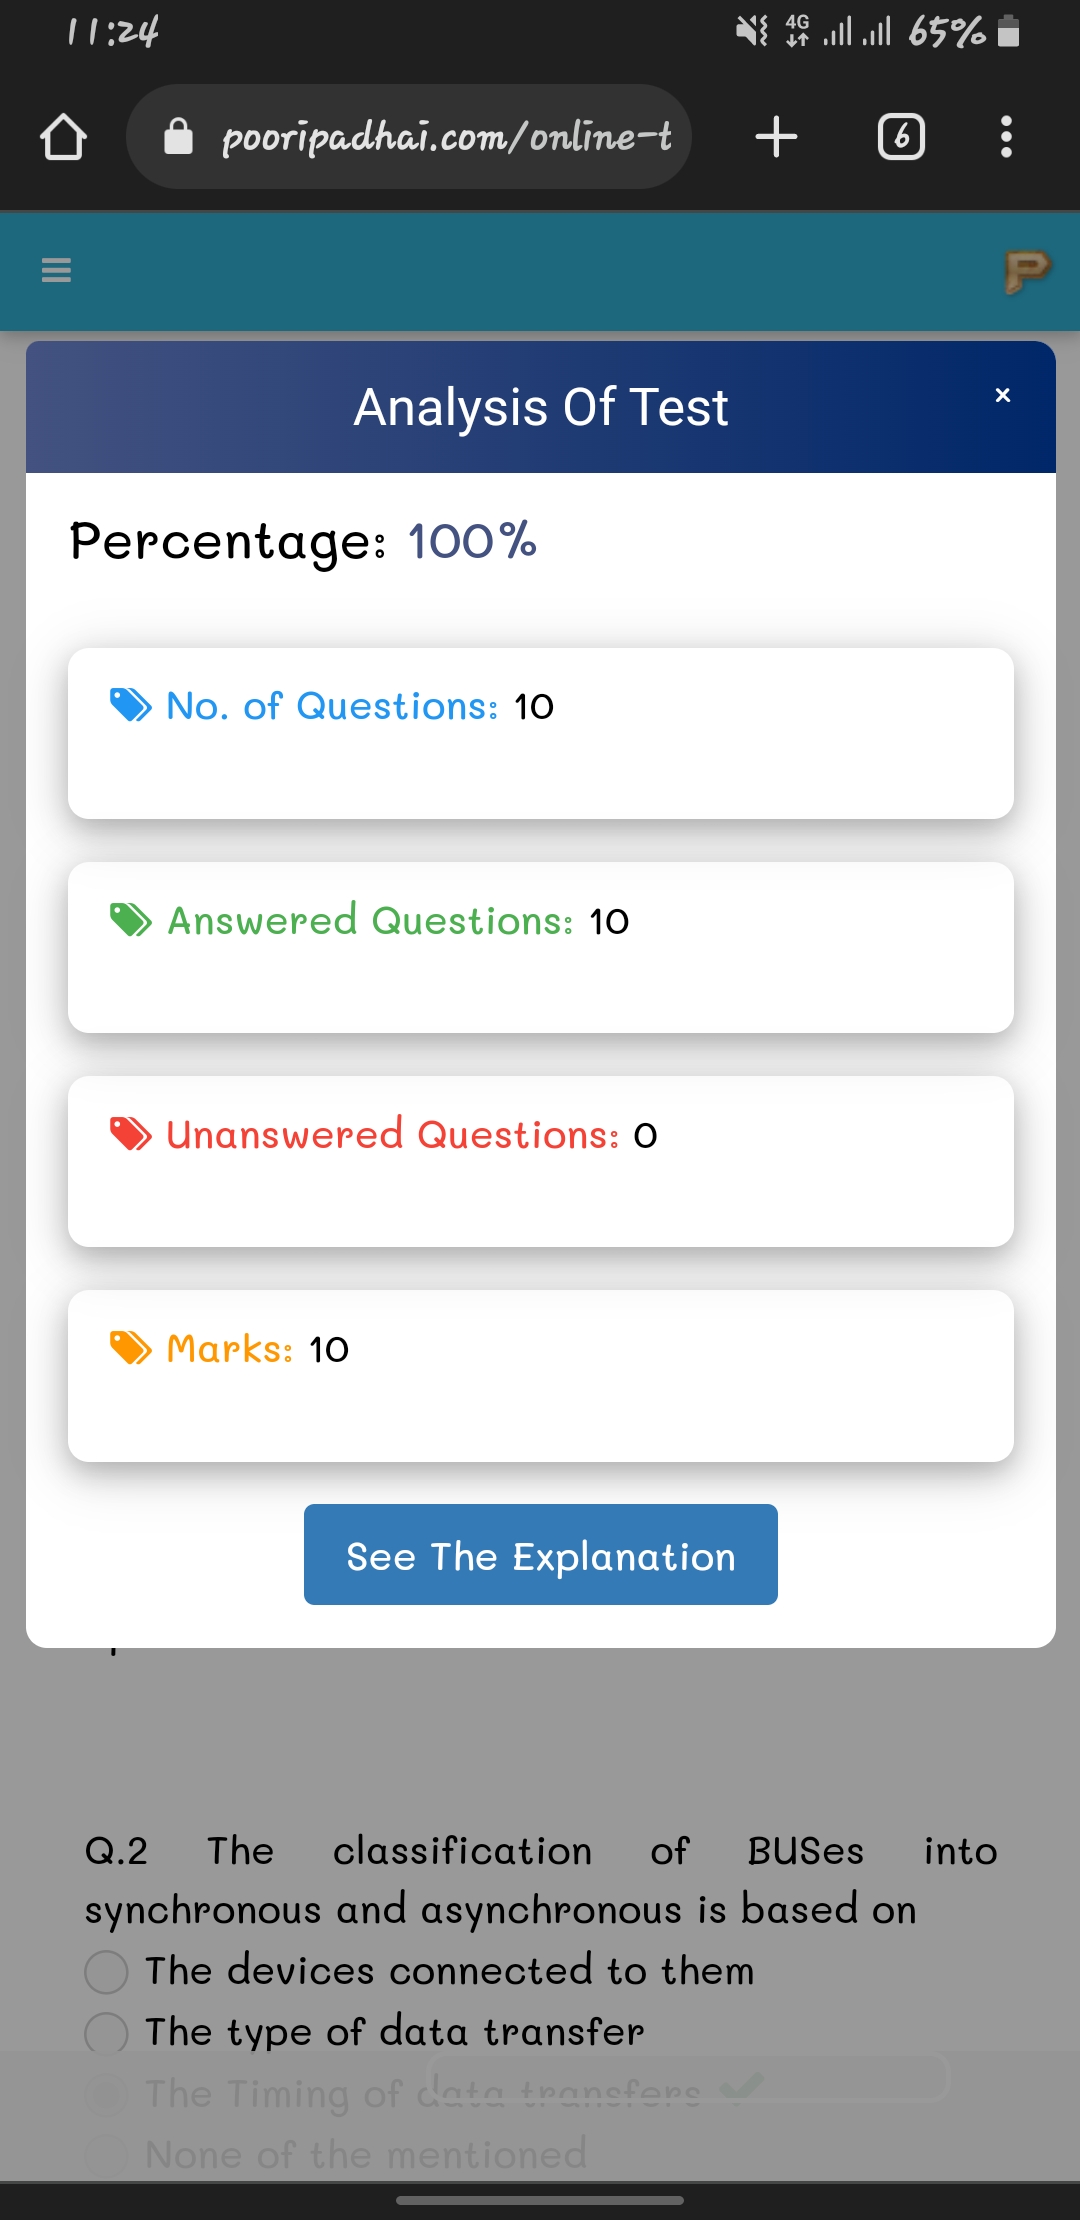 11:24
4G
65%
pooripadhai.com/online-t
6
P
Analysis Of Test
×
Percentage: 100%
No. of Questions: 10
Answered Questions: 10
Unanswered Questions: 0
Marks: 10
See The Explanation
Q.2 The classification of BUSes into
synchronous and asynchronous is based on
The devices connected to them
The type of data transfer
The Timing of data transfers
None of the mentioned